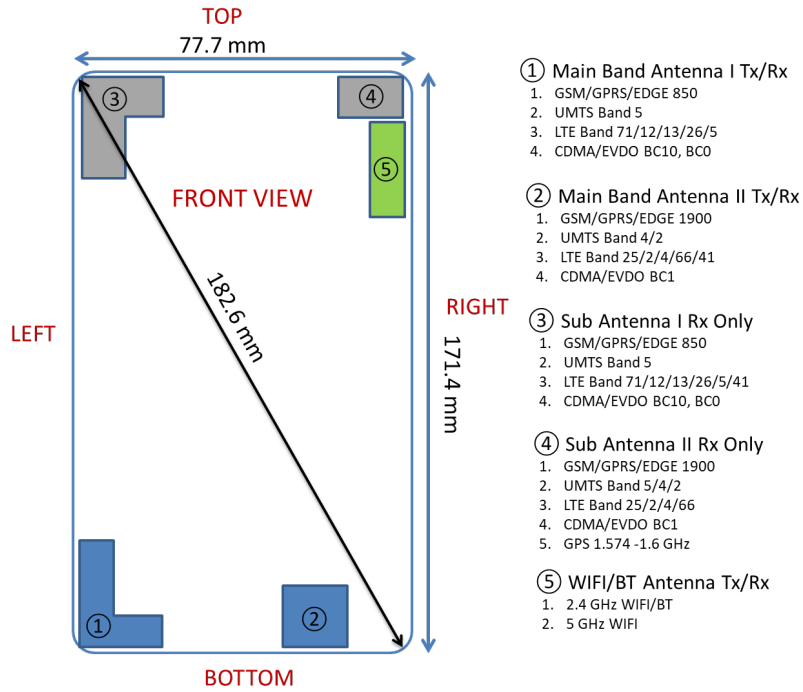 TOP
77.7 mm
③
④
⑤
FRONT VIEW
182.6 mm
LEFT
RIGHT
171.4 mm
①
②
BOTTOM
① Main Band Antenna I Tx/Rx
1. GSM/GPRS/EDGE 850
2. UMTS Band 5
3. LTE Band 71/12/13/26/5
4. CDMA/EVDO BC10, BC0
② Main Band Antenna II Tx/Rx
1. GSM/GPRS/EDGE 1900
2. UMTS Band 4/2
3. LTE Band 25/2/4/66/41
4. CDMA/EVDO BC1
③ Sub Antenna I Rx Only
1. GSM/GPRS/EDGE 850
2. UMTS Band 5
3. LTE Band 71/12/13/26/5/41
4. CDMA/EVDO BC10, BC0
④ Sub Antenna II Rx Only
1. GSM/GPRS/EDGE 1900
2. UMTS Band 5/4/2
3. LTE Band 25/2/4/66
4. CDMA/EVDO BC1
5. GPS 1.574 -1.6 GHz
⑤ WIFI/BT Antenna Tx/Rx
1. 2.4 GHz WIFI/BT
2. 5 GHz WIFI